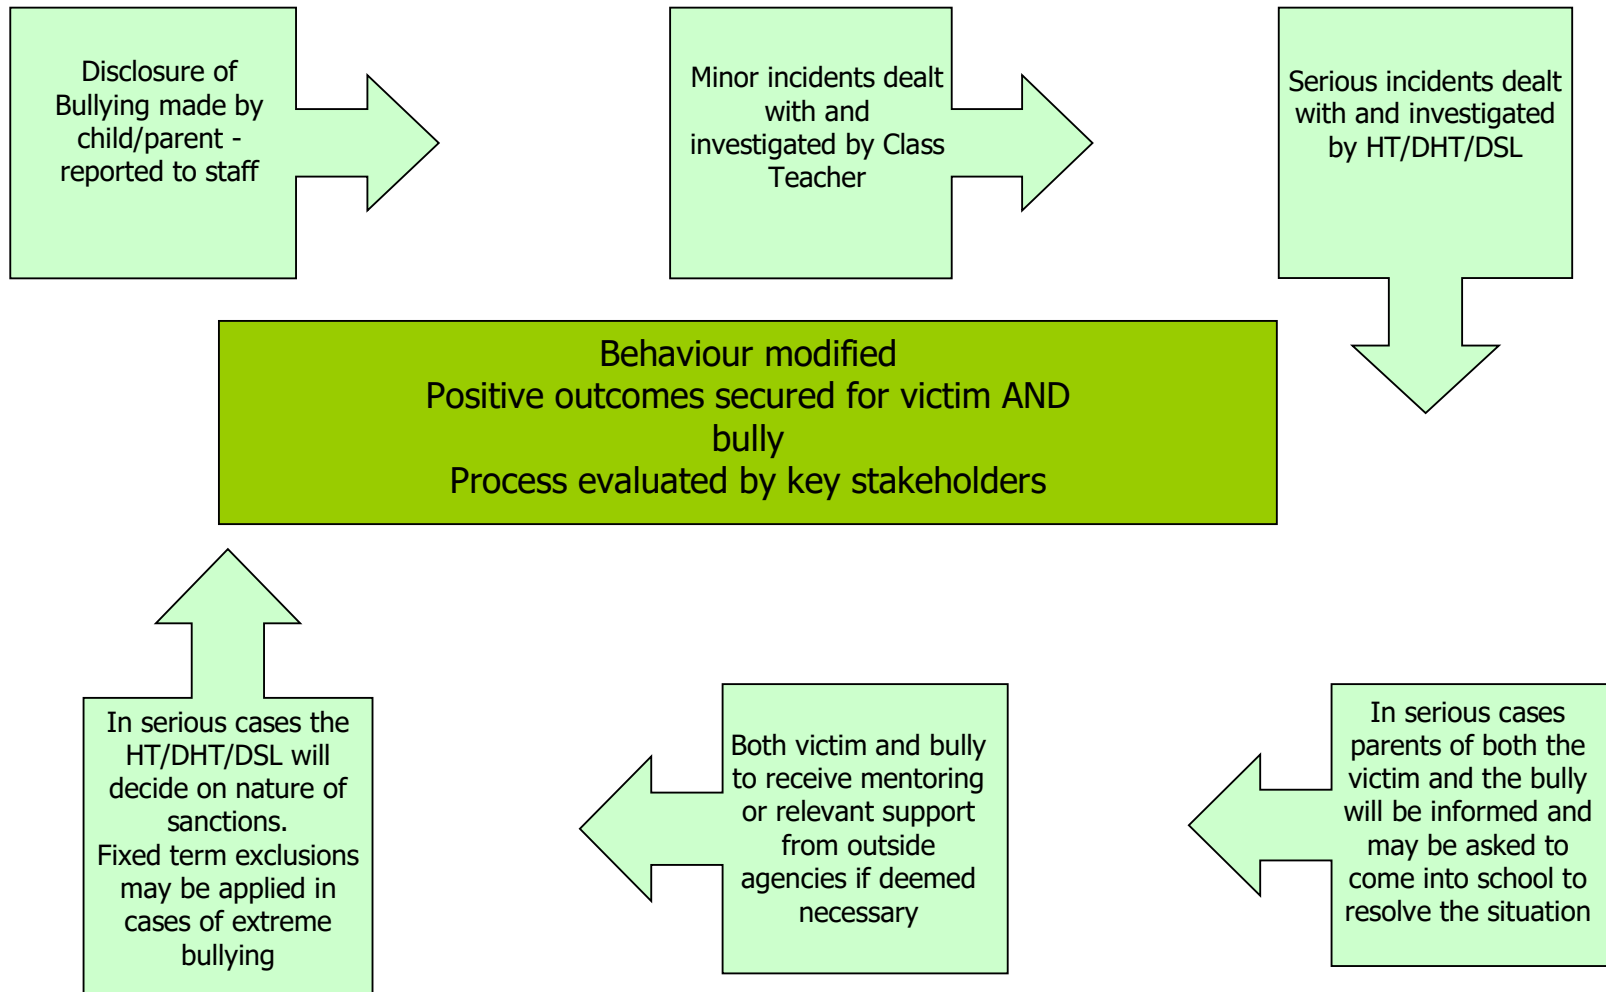 Disclosure of
Bullying made by
child/parent -
reported to staff
Minor incidents dealt
with and
investigated by Class
Teacher
Serious incidents dealt
with and investigated
by HT/DHT/DSL
Behaviour modified
Positive outcomes secured for victim AND
bully
Process evaluated by key stakeholders
In serious cases
parents of both the
victim and the bully
will be informed and
may be asked to
come into school to
resolve the situation
Both victim and bully
to receive mentoring
or relevant support
from outside
agencies if deemed
necessary
In serious cases the
HT/DHT/DSL will
decide on nature of
sanctions.
Fixed term exclusions
may be applied in
cases of extreme
bullying